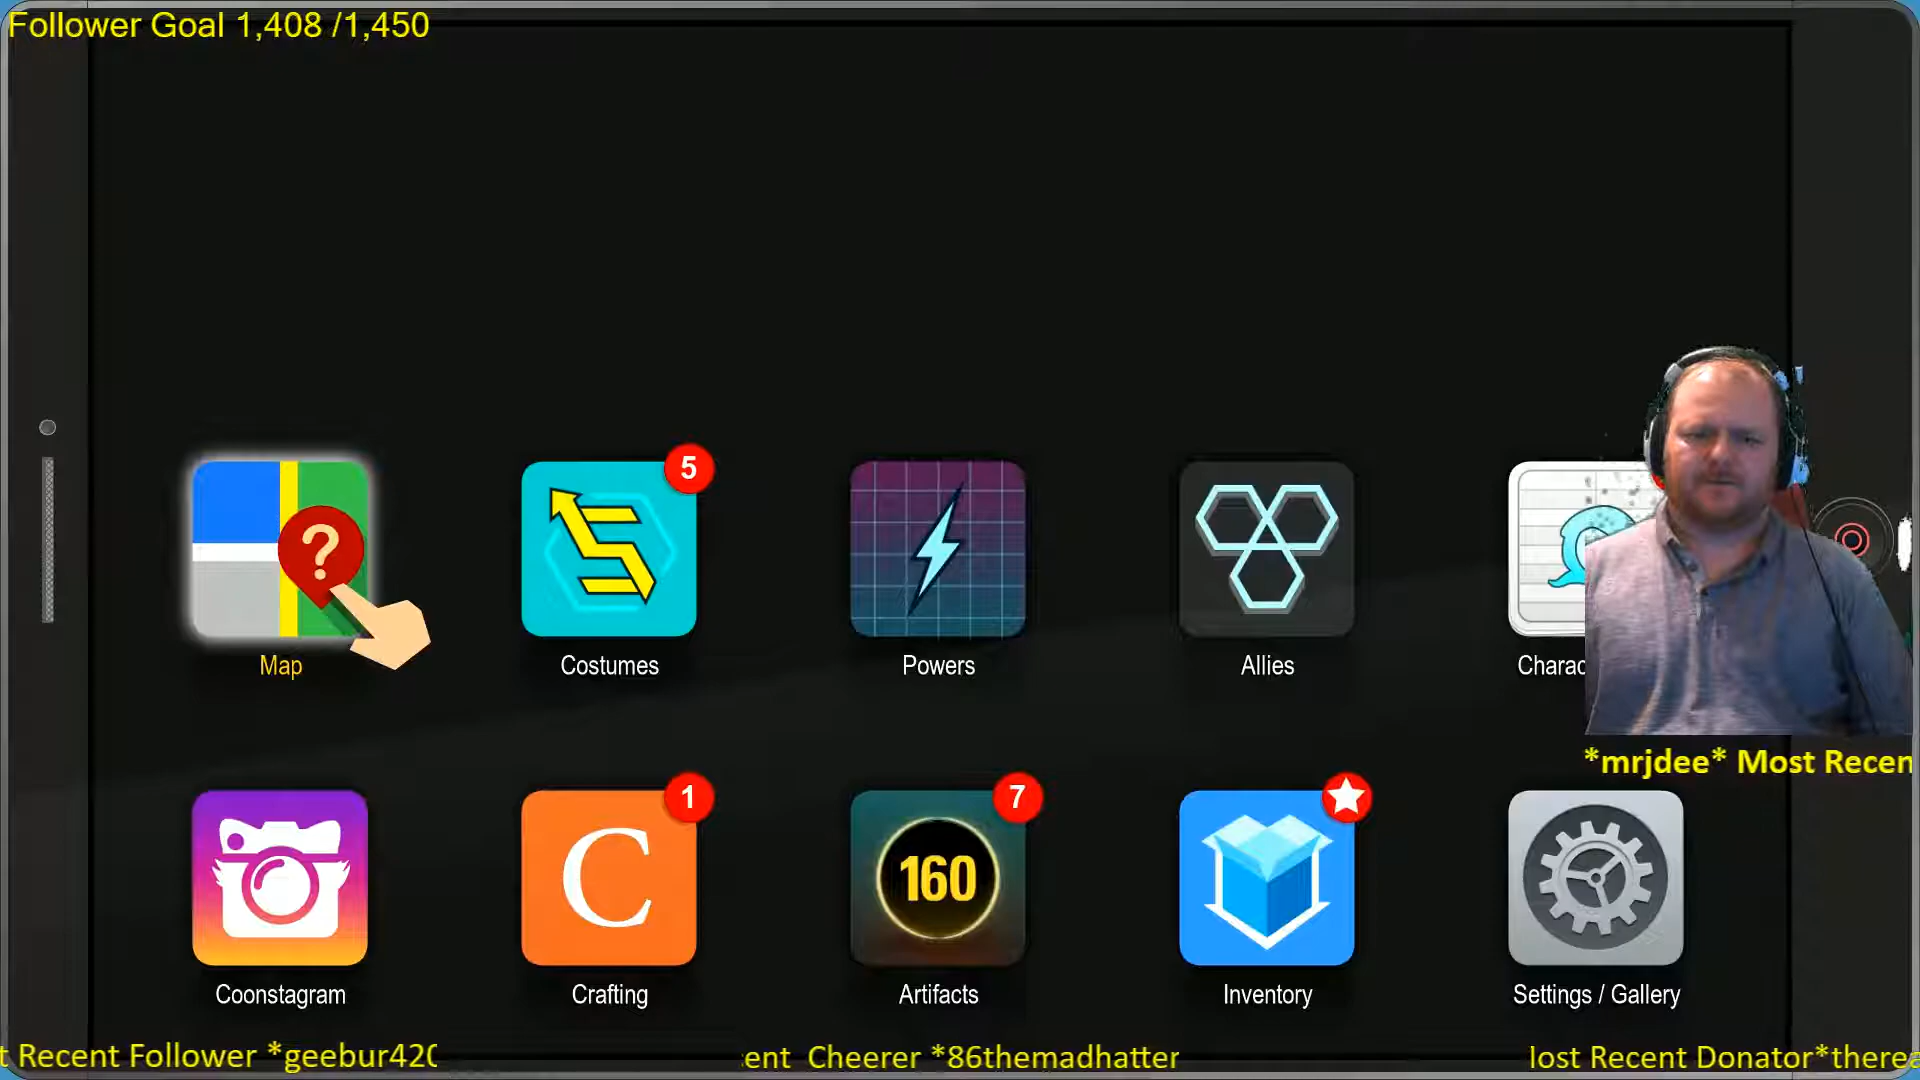 Follower Goal 1,408 /1,450
?
5
Map
Costumes
Powers
Allies
Charac
*mrjdee* Most Recen
1
7
C
160
Coonstagram
Crafting
Artifacts
Inventory
Settings / Gallery
t Recent Follower *geebur420
ent Cheerer *86themadhatter
lost Recent Donator*therea